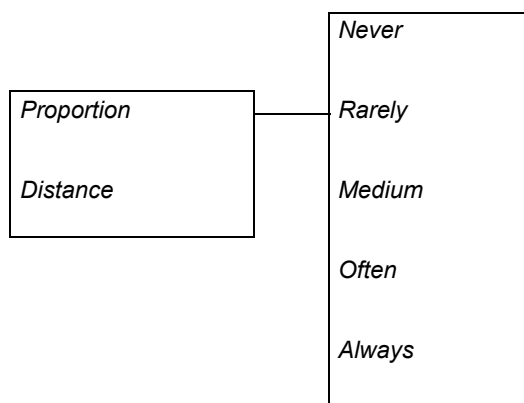 Proportion
Distance
Never
Rarely
Medium
Often
Always